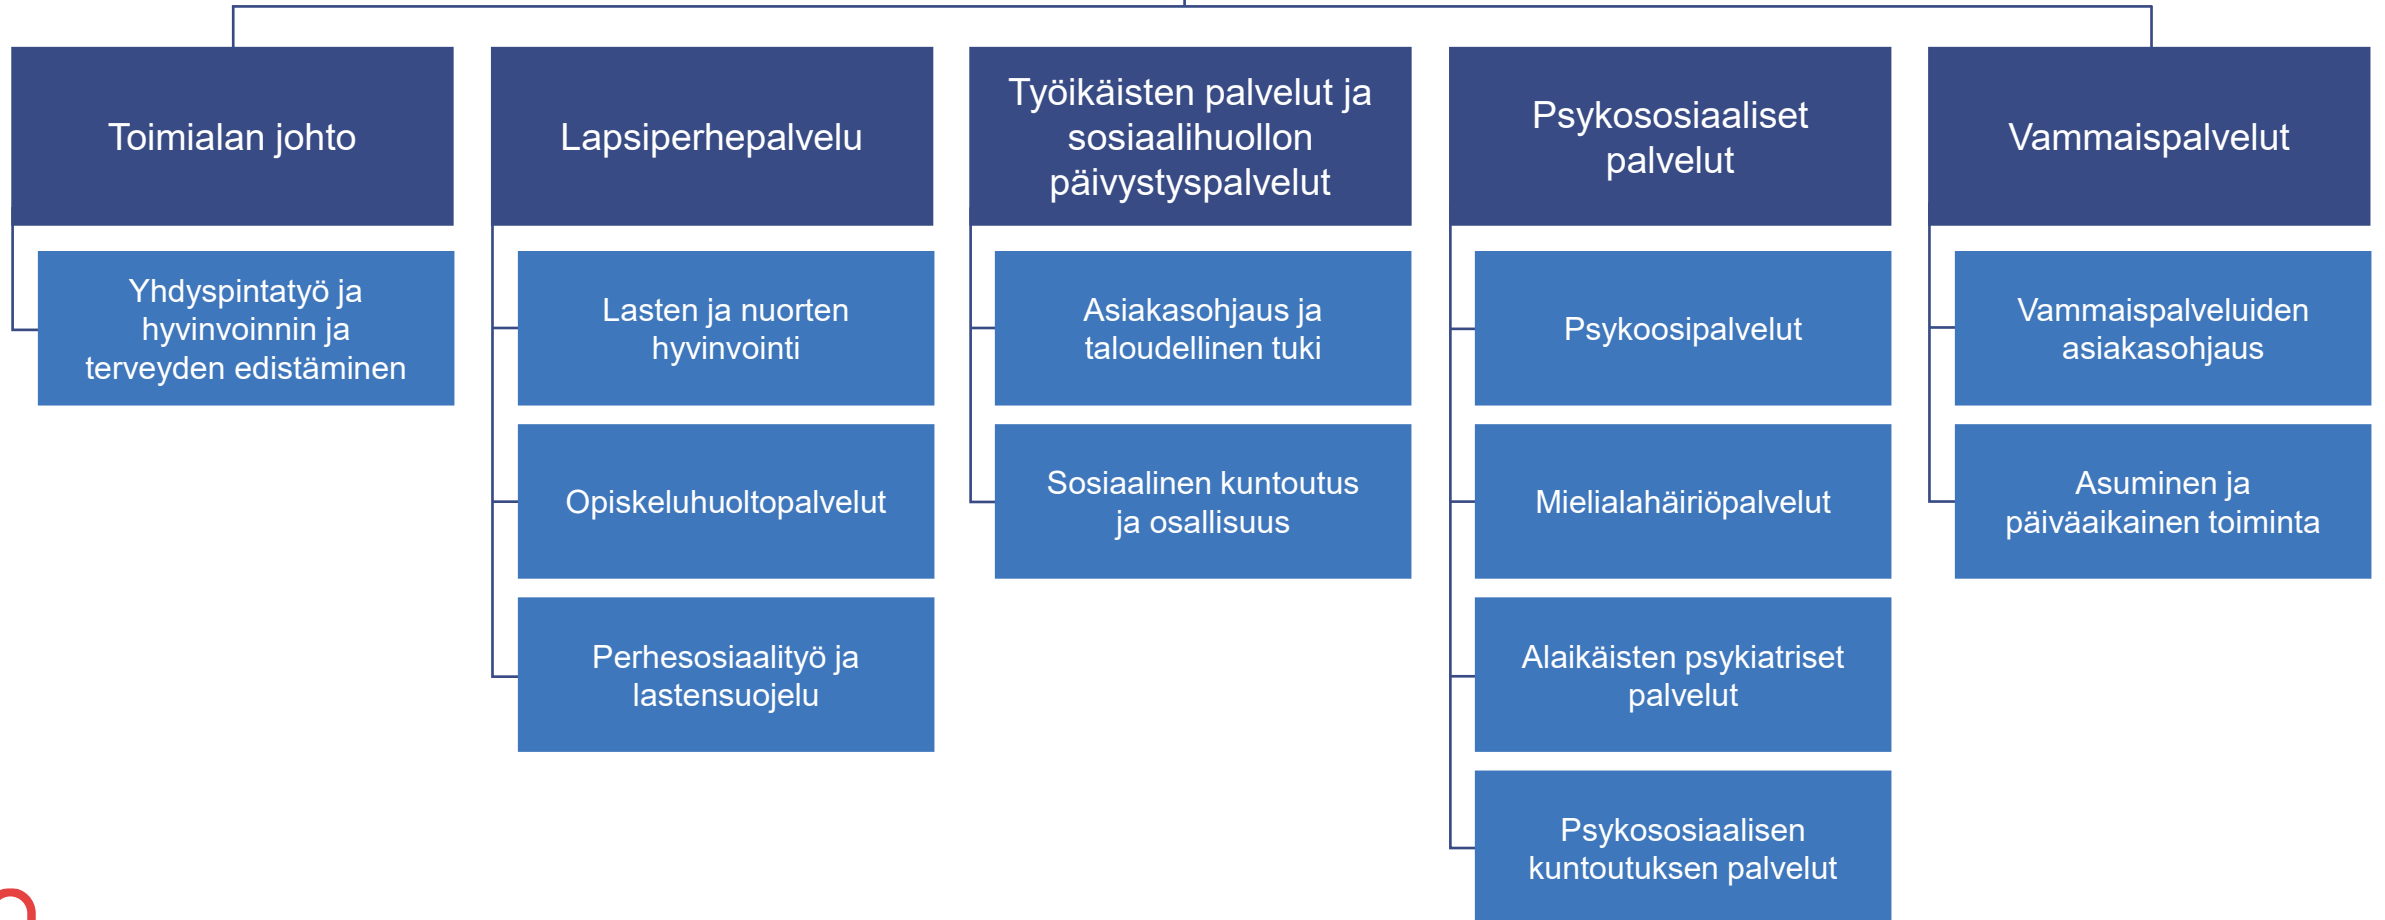 Toimialan johto
Yhdyspintatyö ja
hyvinvoinnin ja
terveyden edistäminen
Lapsiperhepalvelu
Lasten ja nuorten
hyvinvointi
Opiskeluhuoltopalvelut
Perhesosiaalityö ja
lastensuojelu
Työikäisten palvelut ja
sosiaalihuollon
päivystyspalvelut
Asiakasohjaus ja
taloudellinen tuki
Sosiaalinen kuntoutus
ja osallisuus
Psykososiaaliset
palvelut
Psykoosipalvelut
Mielialahäiriöpalvelut
Alaikäisten psykiatriset
palvelut
Psykososiaalisen
kuntoutuksen palvelut
Vammaispalvelut
Vammaispalveluiden
asiakasohjaus
Asuminen ja
päiväaikainen toiminta